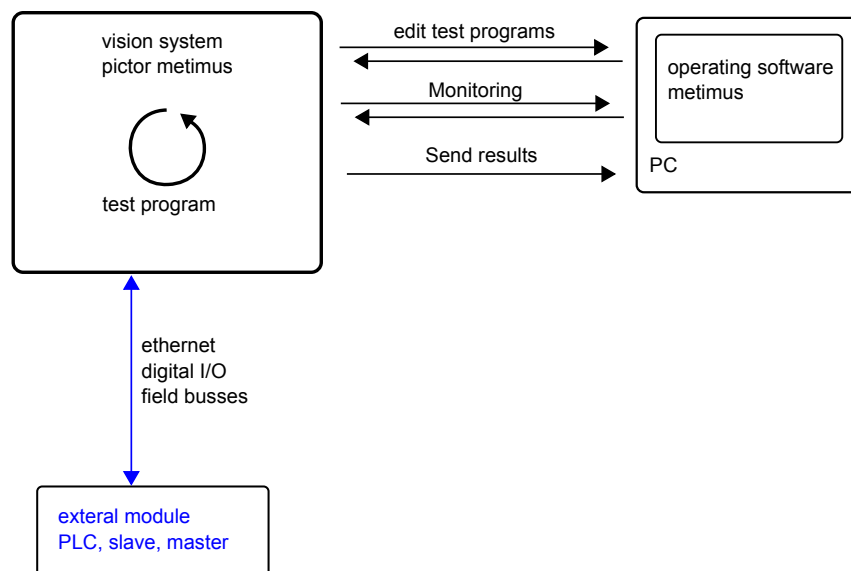 vision system
pictor metimus
test program
edit test programs
Monitoring
Send results
operating software
metimus
PC
ethernet
digital I/O
field busses
exteral module
PLC, slave, master